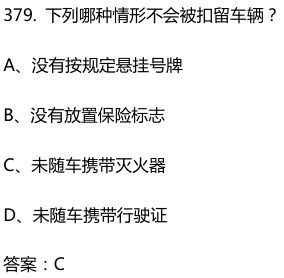 379. 下列哪种情形不会被扣留车辆？
A、没有按规定悬挂号牌
B、没有放置保险标志
C、未随车携带灭火器
D、未随车携带行驶证
答案：C